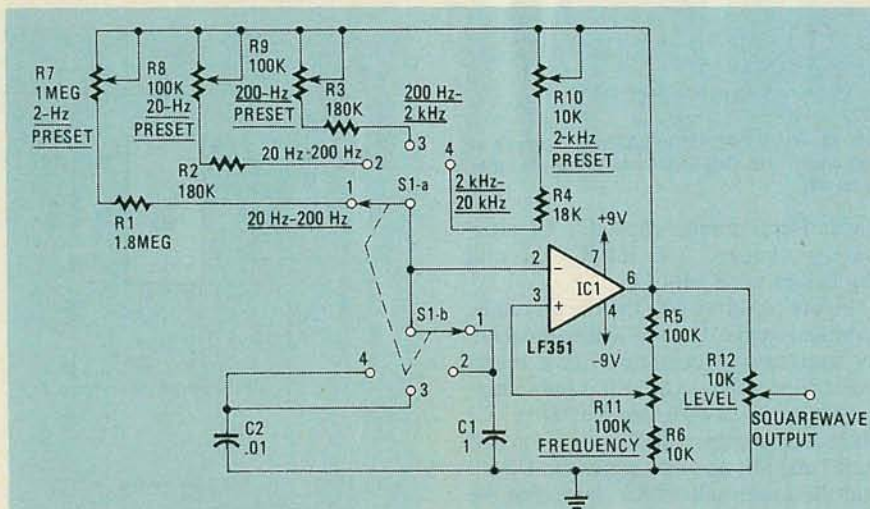 R7
1MEG
2-Hz
PRESET
R8
100K
20-Hz
PRESET
R9
100K
200-Hz
PRESET
R3
180K
200 Hz-
2 kHz
R10
10K
2-kHz
PRESET
3
4
20 Hz-200 Hz
2
R2
180K
2 kHz-
20 kHz
R4
18K
1
S1-a
R1
1.8MEG
20 Hz-200 Hz
+9V
7
2
-
IC1
6
3
+
4
-9V
LF351
S1-b
1
4
2
3
R5
100K
R11
100K
FREQUENCY
R6
10K
R12
10K
LEVEL
SQUAREWAVE
OUTPUT
C2
.01
C1
1